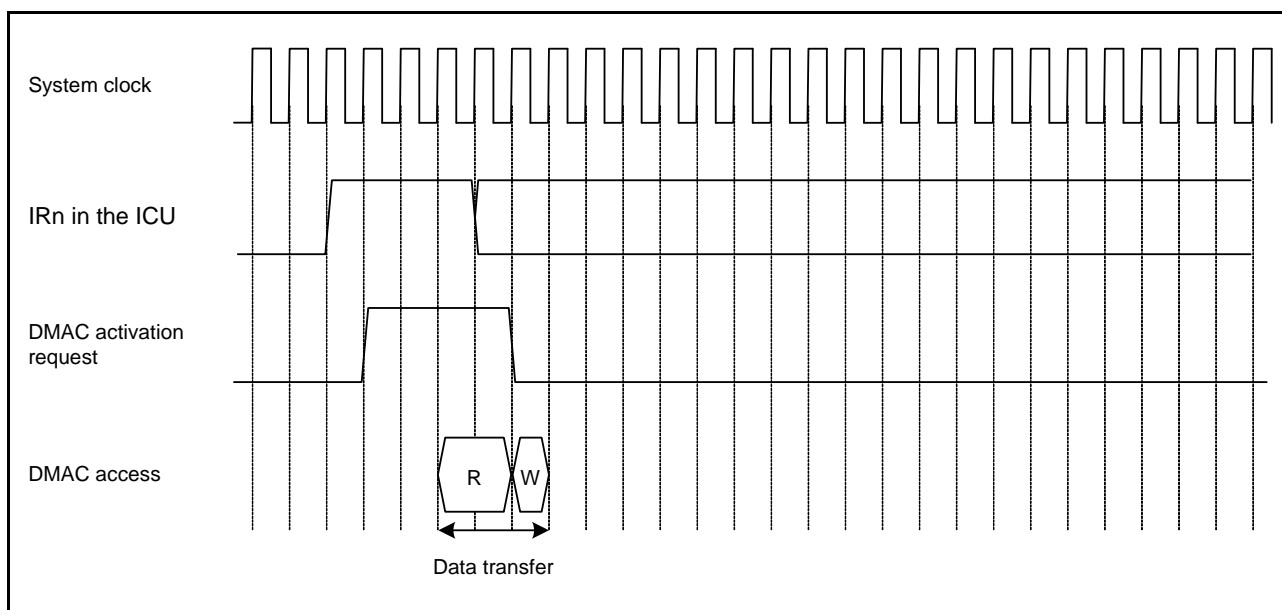 System clock
IRn in the ICU
DMAC activation
request
DMAC access
R
W
Data transfer